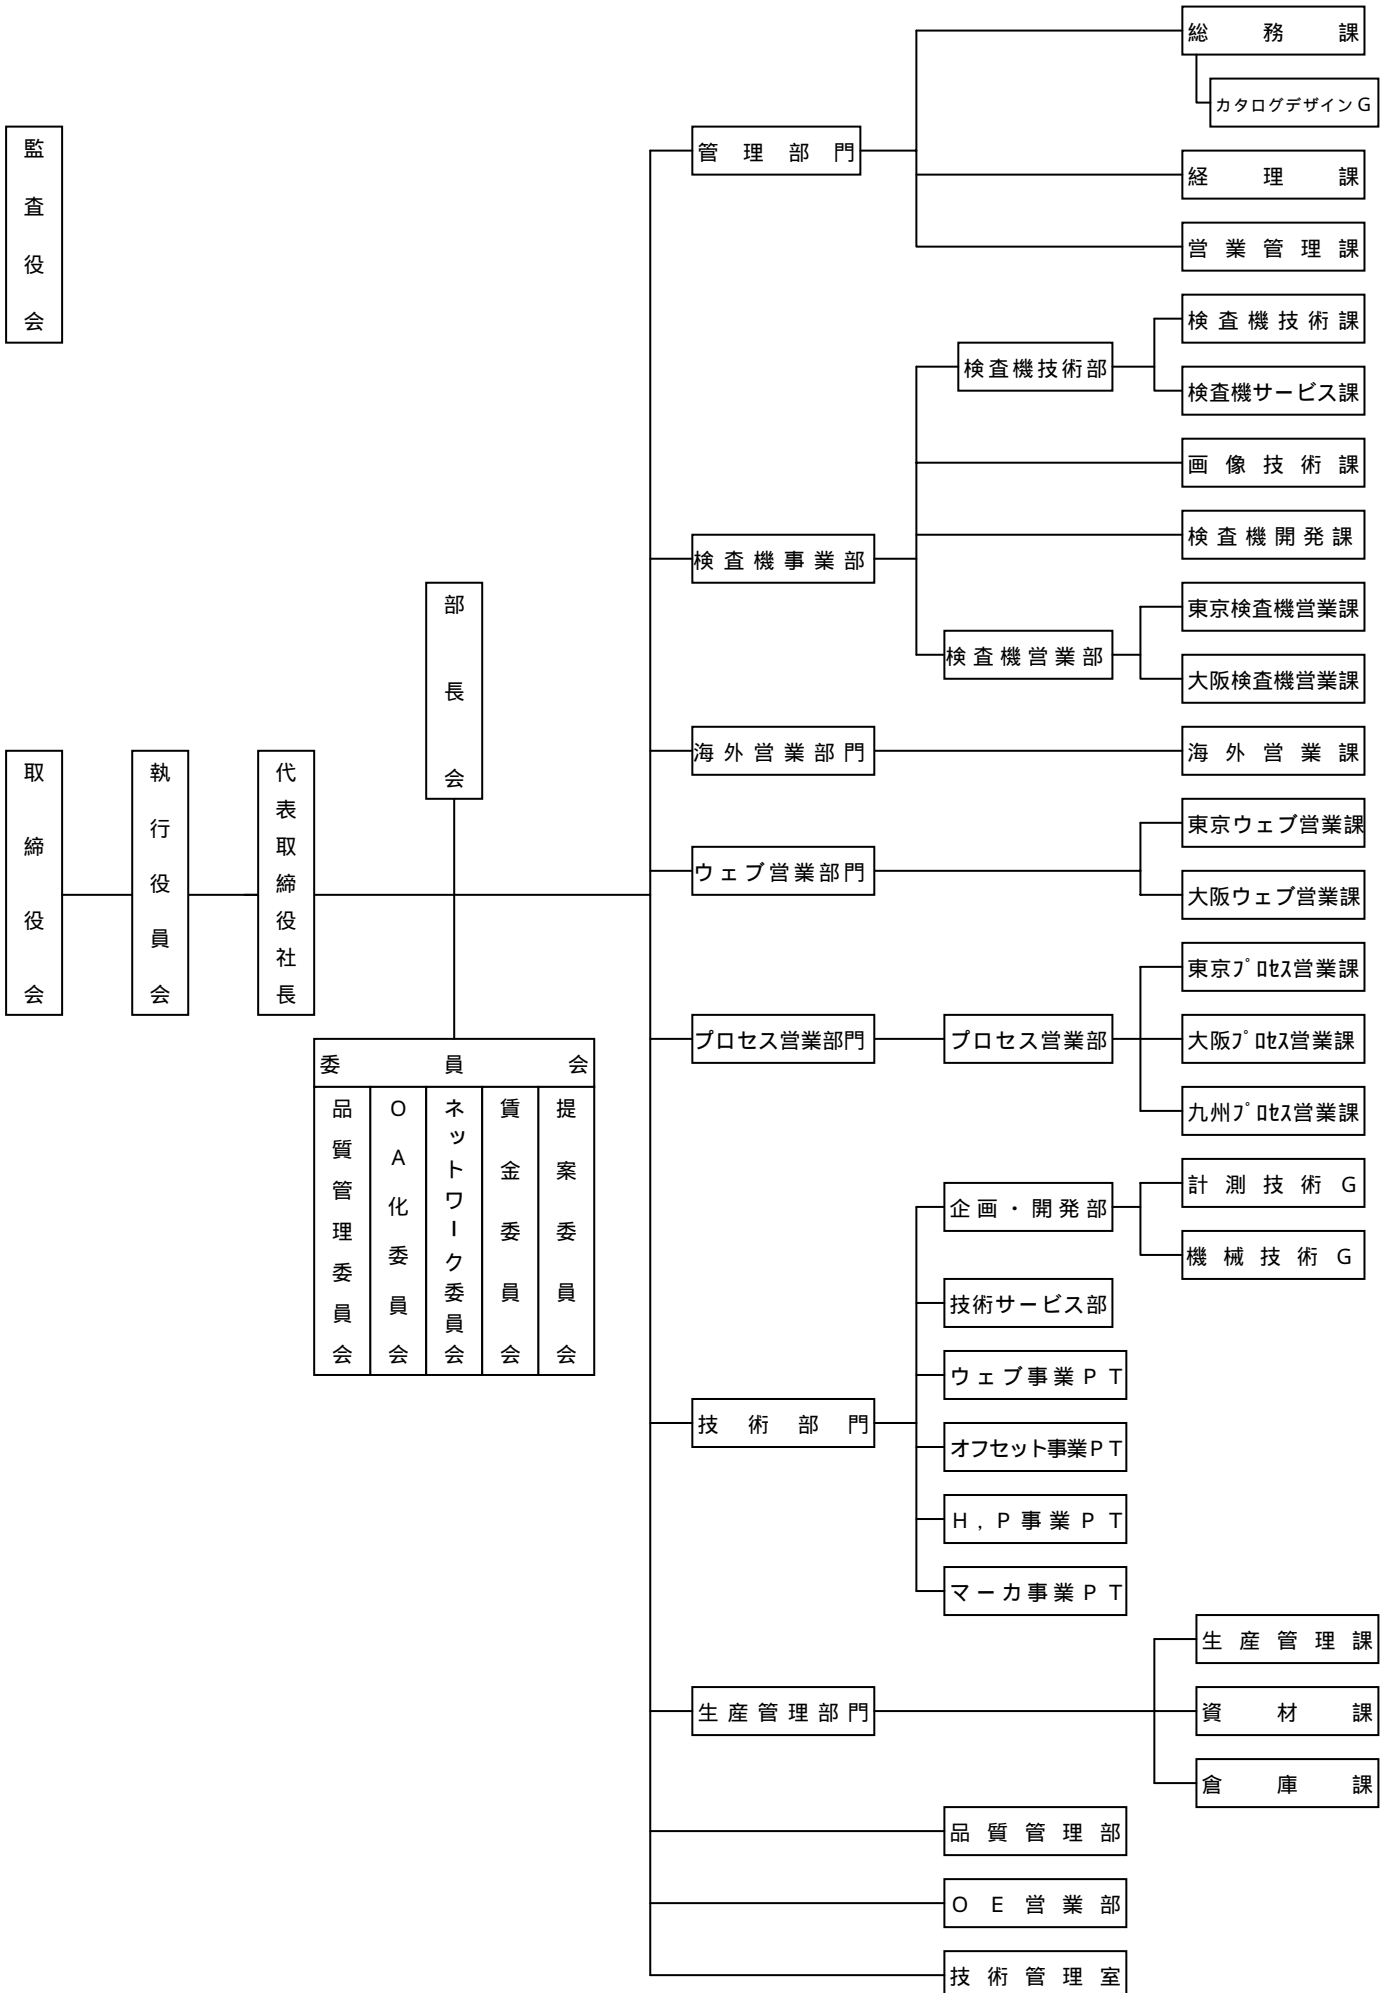 監査役会
取締役会
執行役員会
代表取締役社長
部長会
委員会
品質管理委員会
OA化委員会
ネットワーク委員会
賃金委員会
提案委員会
管理部門
総務課
カタログデザインG
経理課
営業管理課
検査機事業部
検査機技術部
検査機技術課
検査機サービス課
画像技術課
検査機開発課
検査機営業部
東京検査機営業課
大阪検査機営業課
海外営業部門
海外営業課
ウェブ営業部門
東京ウェブ営業課
大阪ウェブ営業課
プロセス営業部門
プロセス営業部
東京プロセス営業課
大阪プロセス営業課
九州プロセス営業課
技術部門
企画・開発部
計測技術G
機械技術G
技術サービス部
ウェブ事業PT
オフセット事業PT
H,P事業PT
マーカ事業PT
生産管理部門
生産管理課
資材課
倉庫課
品質管理部
OE営業部
技術管理室